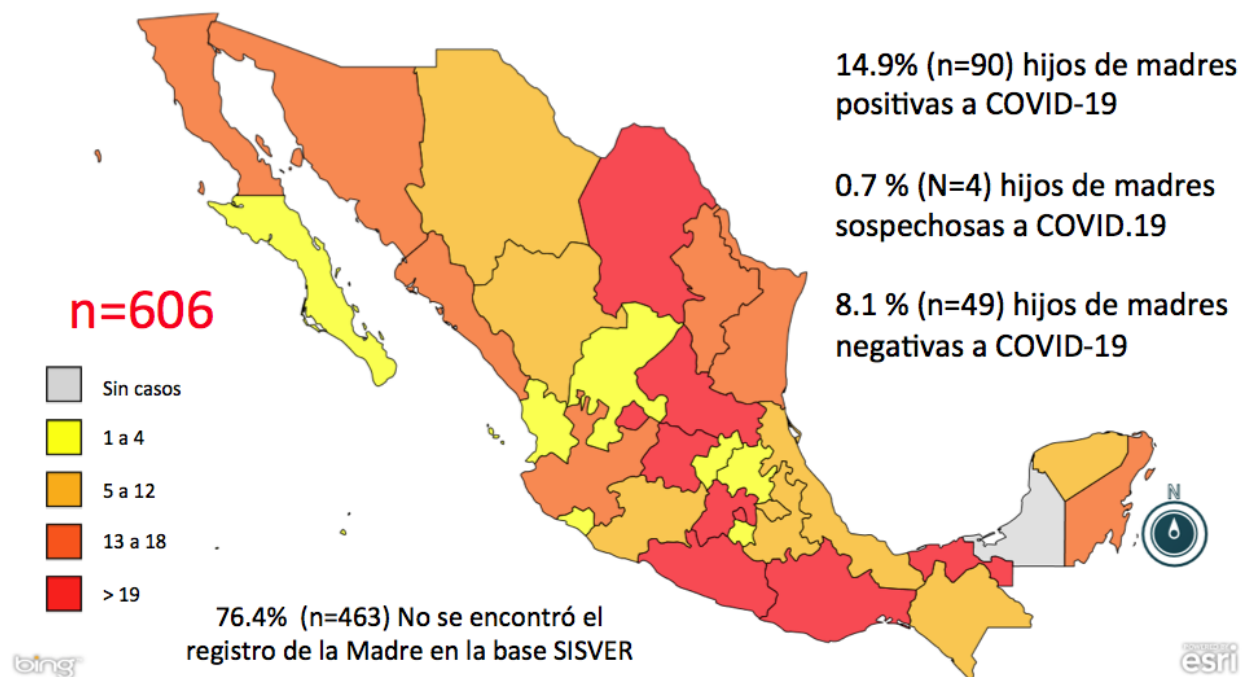 14.9% (n=90) hijos de madres
positivas a COVID-19
0.7 % (N=4) hijos de madres
sospechosas a COVID.19
8.1 % (n=49) hijos de madres
negativas a COVID-19
n=606
Sin casos
1 a 4
5 a 12
13 a 18
> 19
76.4%  (n=463) No se encontró el
registro de la Madre en la base SISVER
N
bing
POWERED BY
esri